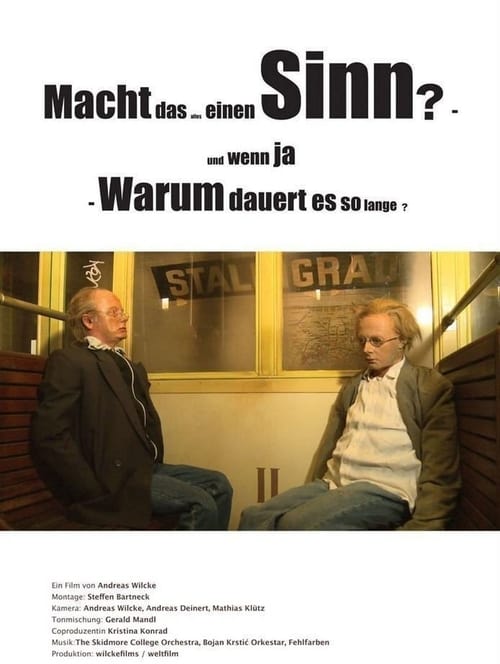 Macht das alles einen Sinn? -
und wenn ja
- Warum dauert es so lange ?
STALINGRAD
II
Ein Film von Andreas Wilcke
Montage: Steffen Bartneck
Kamera: Andreas Wilcke, Andreas Deinert, Mathias Klütz
Tonmischung: Gerald Mandl
Coproduzentin Kristina Konrad
Musik:The Skidmore College Orchestra, Bojan Krstić Orkestar, Fehlfarben
Produktion: wilckefilms / weltfilm